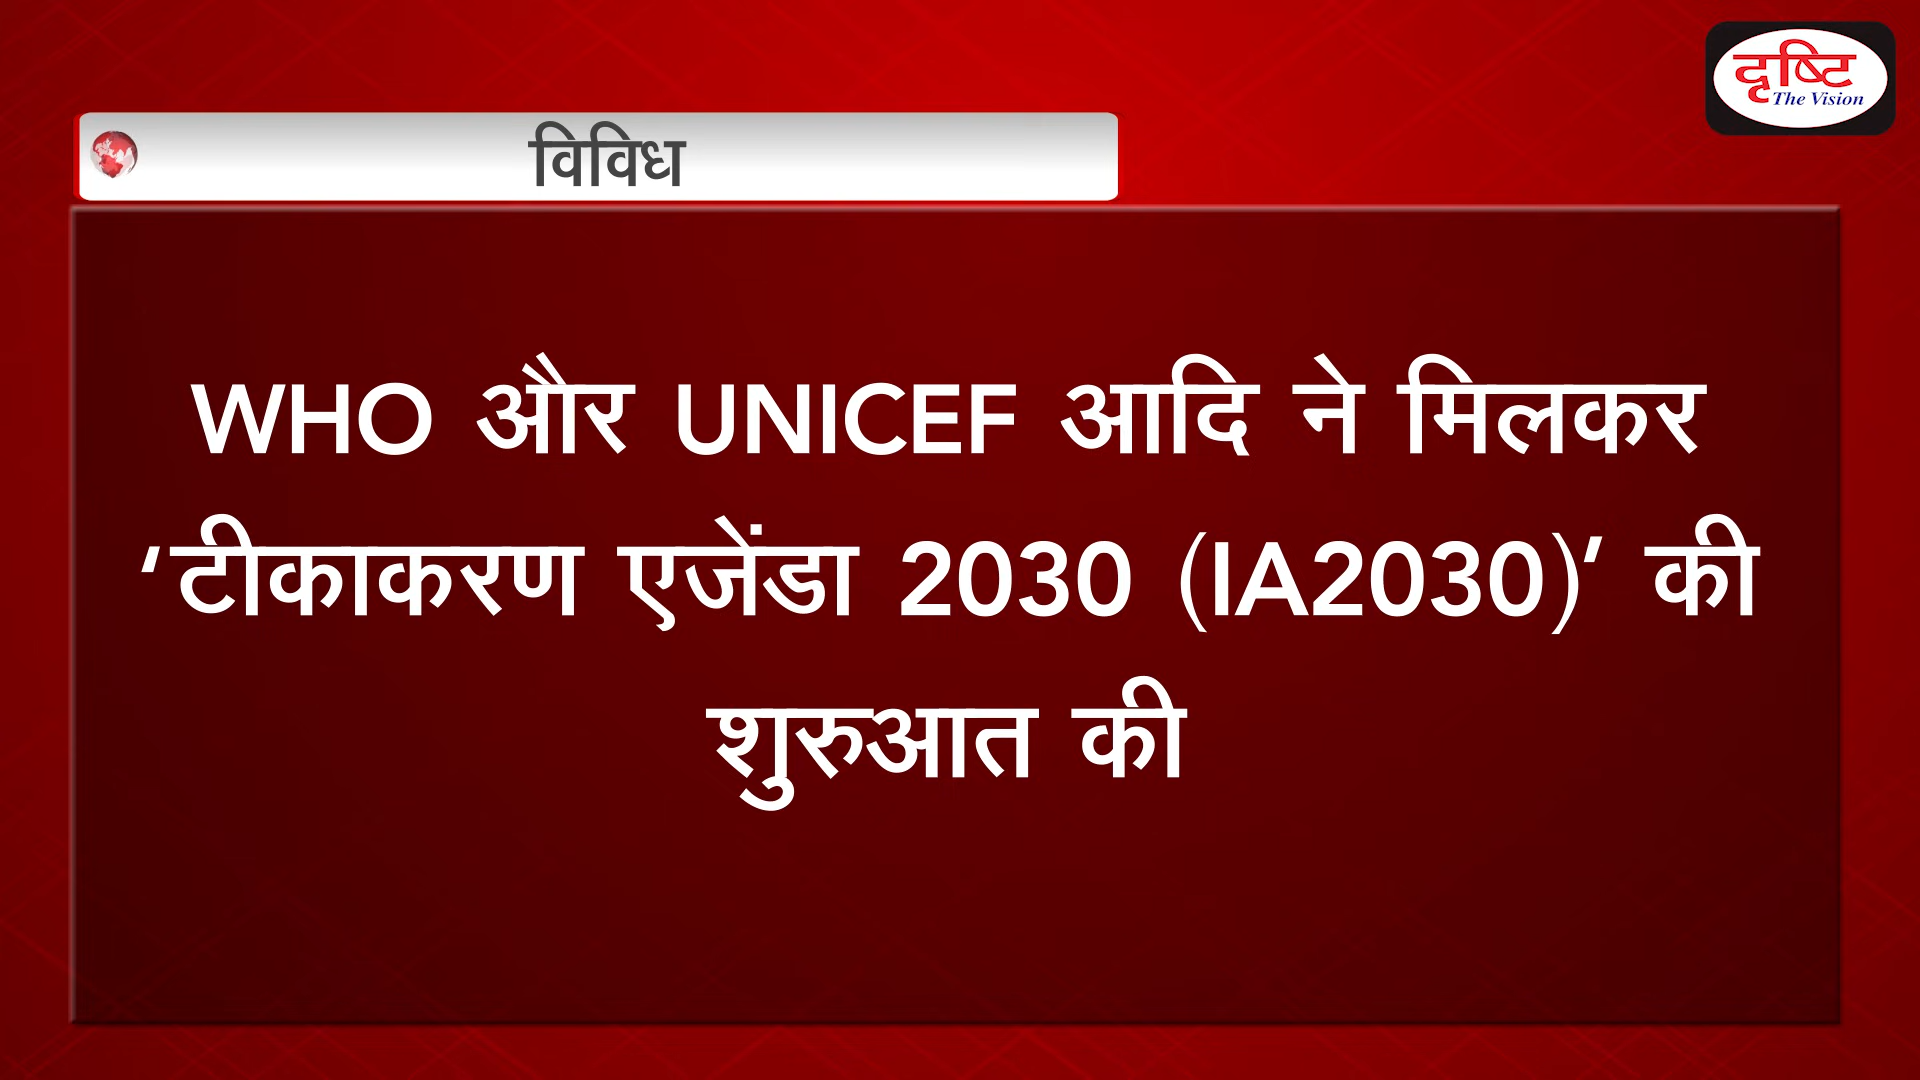 दृष्टि
The Vision
विविध
WHO और UNICEF आदि ने मिलकर
‘टीकाकरण एजेंडा 2030 (IA2030)’ की
शुरुआत की